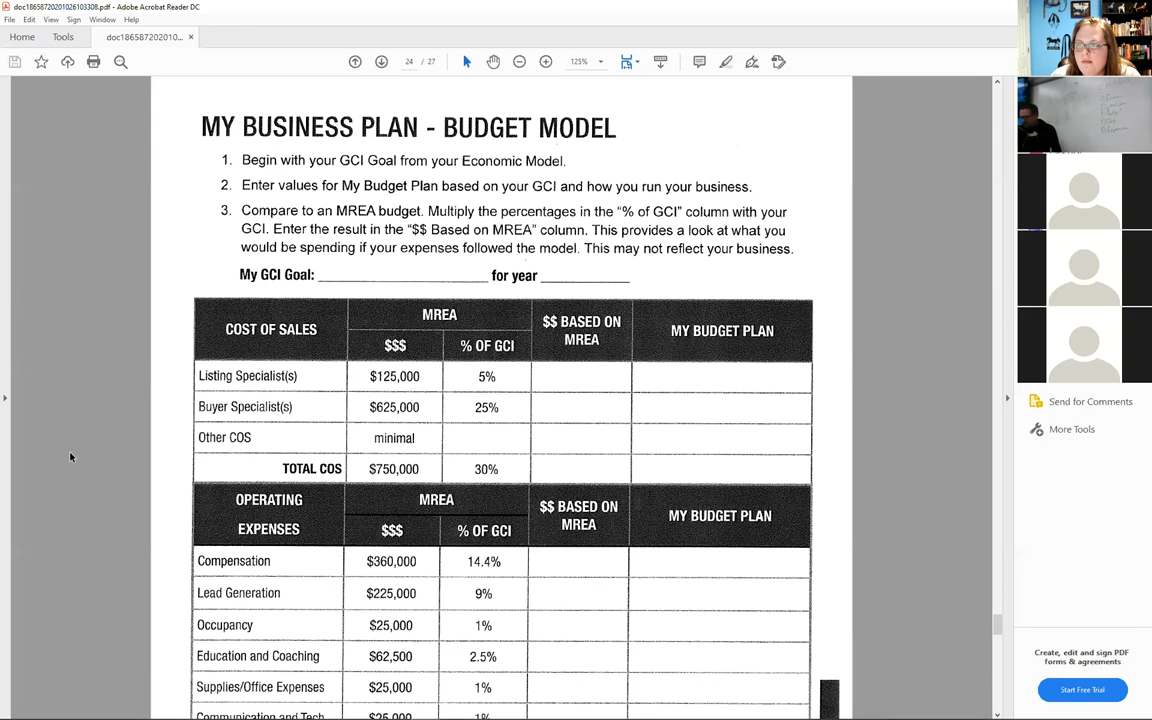 doc18658720201026103308.pdf - Adobe Acrobat Reader DC
File Edit View Sign Window Help
Home Tools doc18658720201... ×
24 / 27 125%
MY BUSINESS PLAN - BUDGET MODEL
1. Begin with your GCI Goal from your Economic Model.
2. Enter values for My Budget Plan based on your GCI and how you run your business.
3. Compare to an MREA budget. Multiply the percentages in the "% of GCI" column with your
GCI. Enter the result in the "$$ Based on MREA" column. This provides a look at what you
would be spending if your expenses followed the model. This may not reflect your business.
My GCI Goal: ____________________ for year ___________
COST OF SALES MREA $$ BASED ON MREA MY BUDGET PLAN
$$$ % OF GCI
Listing Specialist(s) $125,000 5%
Buyer Specialist(s) $625,000 25%
Other COS minimal
TOTAL COS $750,000 30%
OPERATING EXPENSES MREA $$ BASED ON MREA MY BUDGET PLAN
$$$ % OF GCI
Compensation $360,000 14.4%
Lead Generation $225,000 9%
Occupancy $25,000 1%
Education and Coaching $62,500 2.5%
Supplies/Office Expenses $25,000 1%
Communication and Tech $25,000 1%
Send for Comments
More Tools
Create, edit and sign PDF
forms & agreements
Start Free Trial